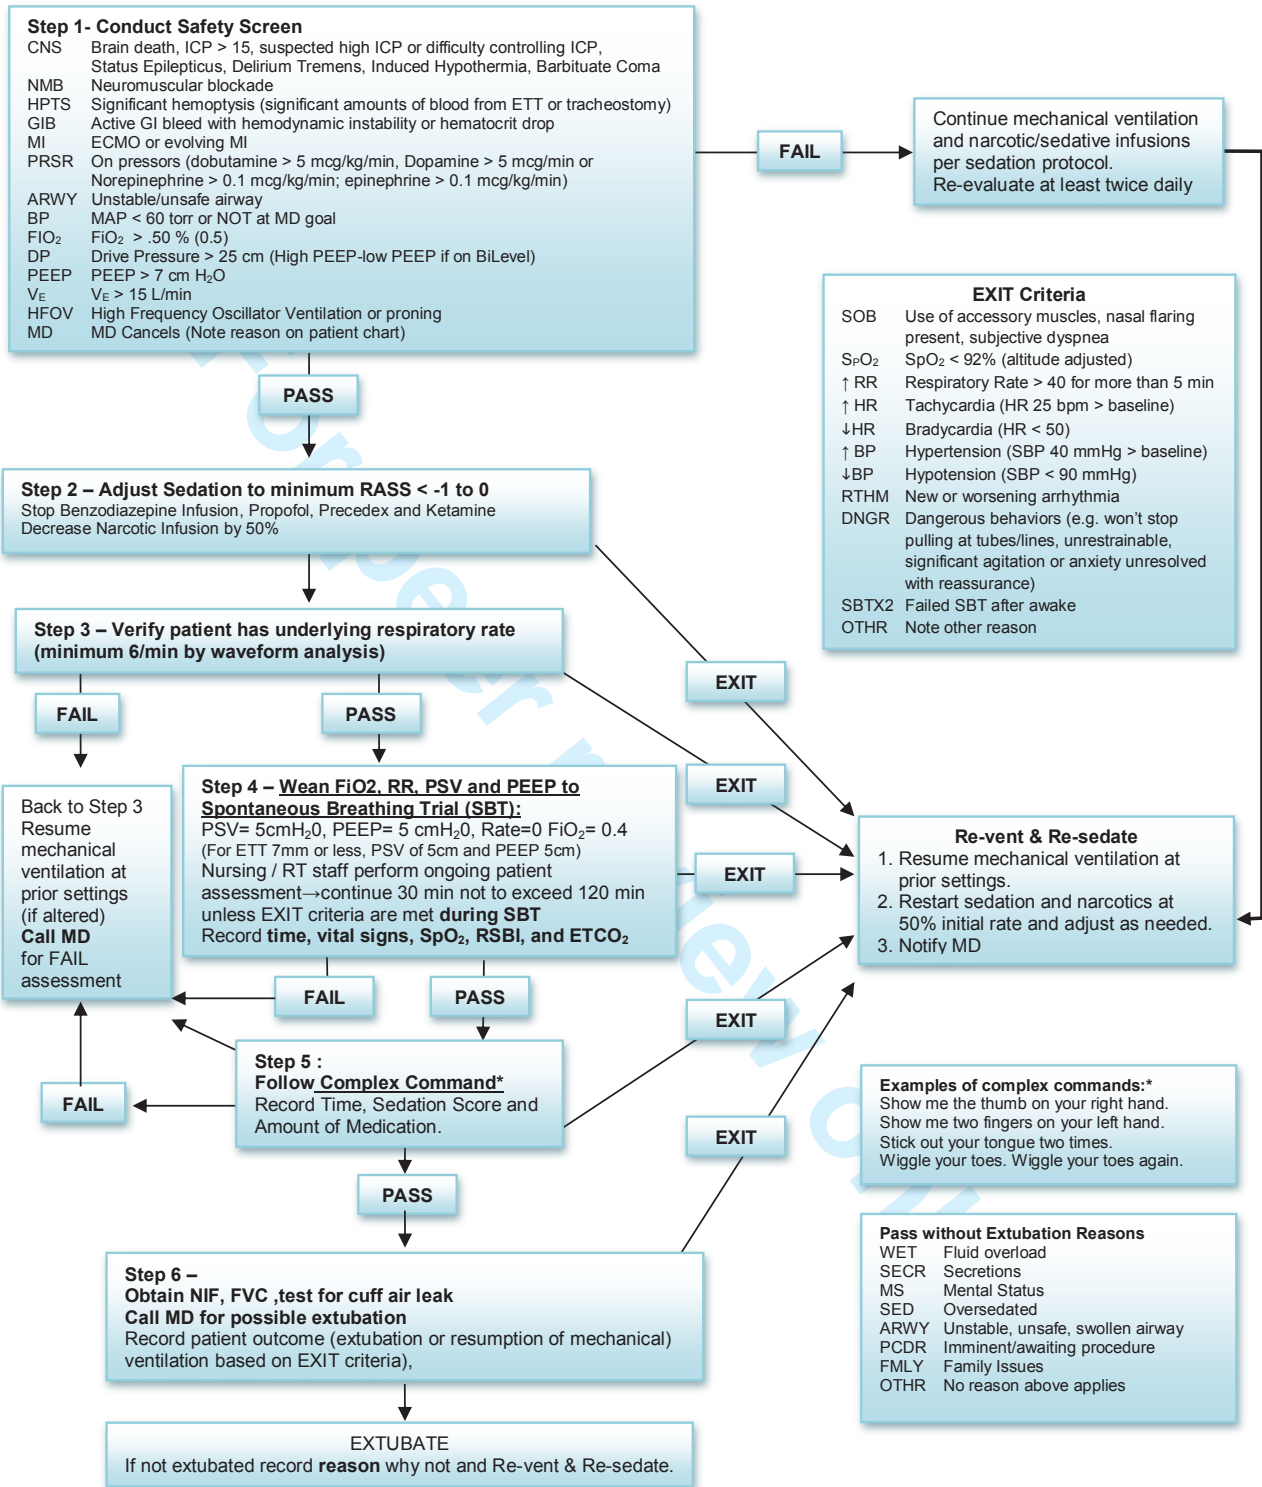 Step 1- Conduct Safety Screen
CNS Brain death, ICP > 15, suspected high ICP or difficulty controlling ICP,
Status Epilepticus, Delirium Tremens, Induced Hypothermia, Barbituate Coma
NMB Neuromuscular blockade
HPTS Significant hemoptysis (significant amounts of blood from ETT or tracheostomy)
GIB Active GI bleed with hemodynamic instability or hematocrit drop
MI ECMO or evolving MI
PRSR On pressors (dobutamine > 5 mcg/kg/min, Dopamine > 5 mcg/min or
Norepinephrine > 0.1 mcg/kg/min; epinephrine > 0.1 mcg/kg/min)
ARWY Unstable/unsafe airway
BP MAP < 60 torr or NOT at MD goal
FIO₂ FiO₂ > .50 % (0.5)
DP Drive Pressure > 25 cm (High PEEP-low PEEP if on BiLevel)
PEEP PEEP > 7 cm H₂O
VE VE > 15 L/min
HFOV High Frequency Oscillator Ventilation or proning
MD MD Cancels (Note reason on patient chart)
FAIL
Continue mechanical ventilation
and narcotic/sedative infusions
per sedation protocol.
Re-evaluate at least twice daily
PASS
EXIT Criteria
SOB Use of accessory muscles, nasal flaring
present, subjective dyspnea
SPO₂ SpO₂ < 92% (altitude adjusted)
↑ RR Respiratory Rate > 40 for more than 5 min
↑ HR Tachycardia (HR 25 bpm > baseline)
↓HR Bradycardia (HR < 50)
↑ BP Hypertension (SBP 40 mmHg > baseline)
↓BP Hypotension (SBP < 90 mmHg)
RTHM New or worsening arrhythmia
DNGR Dangerous behaviors (e.g. won't stop
pulling at tubes/lines, unrestrainable,
significant agitation or anxiety unresolved
with reassurance)
SBTX2 Failed SBT after awake
OTHR Note other reason
Step 2 – Adjust Sedation to minimum RASS < -1 to 0
Stop Benzodiazepine Infusion, Propofol, Precedex and Ketamine
Decrease Narcotic Infusion by 50%
Step 3 – Verify patient has underlying respiratory rate
(minimum 6/min by waveform analysis)
EXIT
FAIL
PASS
EXIT
Back to Step 3
Resume
mechanical
ventilation at
prior settings
(if altered)
Call MD
for FAIL
assessment
Step 4 – Wean FiO2, RR, PSV and PEEP to
Spontaneous Breathing Trial (SBT):
PSV= 5cmH₂0, PEEP= 5 cmH₂0, Rate=0 FiO₂= 0.4
(For ETT 7mm or less, PSV of 5cm and PEEP 5cm)
Nursing / RT staff perform ongoing patient
assessment→continue 30 min not to exceed 120 min
unless EXIT criteria are met during SBT
Record time, vital signs, SpO₂, RSBI, and ETCO₂
EXIT
Re-vent & Re-sedate
1. Resume mechanical ventilation at
prior settings.
2. Restart sedation and narcotics at
50% initial rate and adjust as needed.
3. Notify MD
FAIL
PASS
EXIT
Step 5 :
Follow Complex Command*
Record Time, Sedation Score and
Amount of Medication.
FAIL
EXIT
PASS
Examples of complex commands:*
Show me the thumb on your right hand.
Show me two fingers on your left hand.
Stick out your tongue two times.
Wiggle your toes. Wiggle your toes again.
Step 6 –
Obtain NIF, FVC ,test for cuff air leak
Call MD for possible extubation
Record patient outcome (extubation or resumption of mechanical)
ventilation based on EXIT criteria),
Pass without Extubation Reasons
WET Fluid overload
SECR Secretions
MS Mental Status
SED Oversedated
ARWY Unstable, unsafe, swollen airway
PCDR Imminent/awaiting procedure
FMLY Family Issues
OTHR No reason above applies
EXTUBATE
If not extubated record reason why not and Re-vent & Re-sedate.